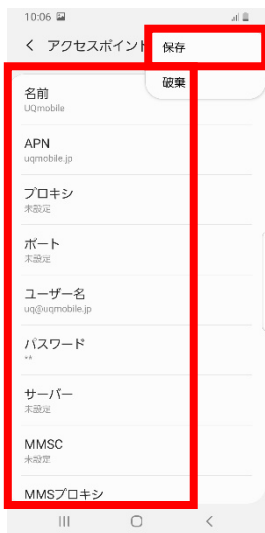 10:06
アクセスポイント
保存
破棄
名前
UQmobile
APN
uqmobile.jp
プロキシ
未設定
ポート
未設定
ユーザー名
uq@uqmobile.jp
パスワード
**
サーバー
未設定
MMSC
未設定
MMSプロキシ